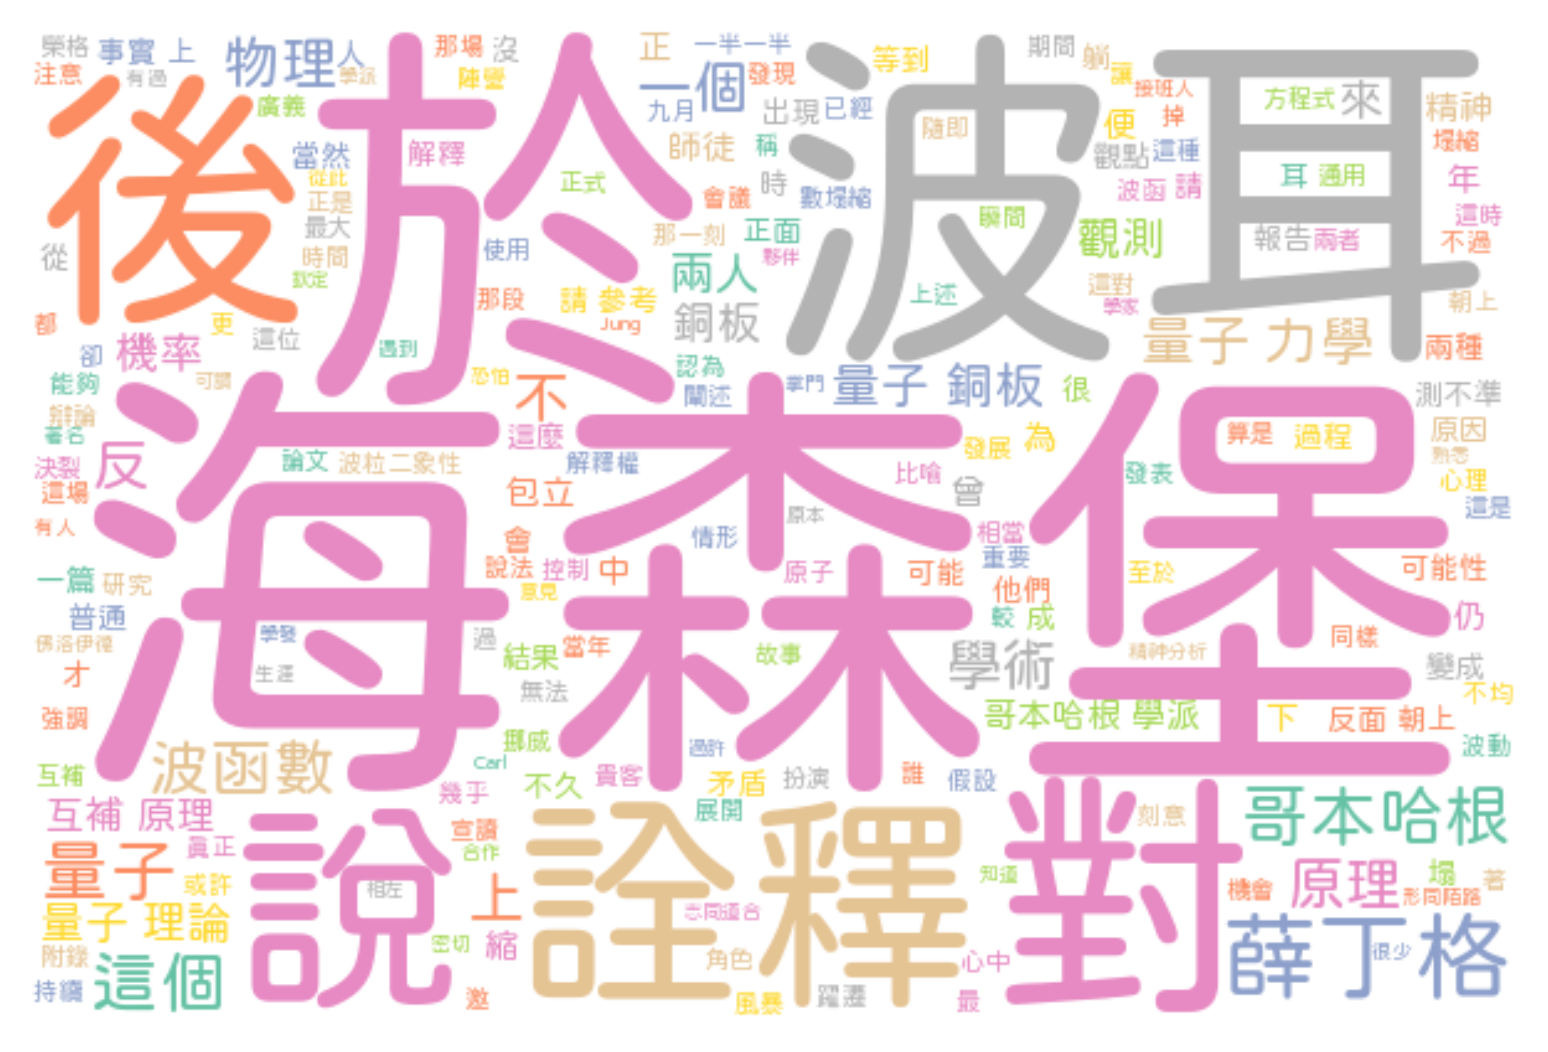 榮格 事實 上 物理 人 那場 沒 正 一半一半 等到 期間 躺
注意 有過 學派 陣營 一個 發現 讓 接班人 方程式 來 精神
後 廣義 於 九月 出現 已經 隨即 便 掉 波耳 坍縮
當然 解釋 師徒 稱 觀點 這種 耳 通用
從此 正式 時 波函 請 年
正是 會議 數塌縮 瞬間 這時
最大 那一刻 正面 觀測 報告 兩者 不過
從 時間 使用 夥伴 兩人 這對
欽定 那段 請 參考 上述 學家 朝上
都 更 這位 Jung 銅板 量子 力學 兩種
卻 機率 遇到 認為
能夠 可謂 恐怕 不 闡述 掌門 量子 銅板 很 測不準
辯論 海森堡 算是 過程 原因
著名 這麼 發展 為
決裂 反 論文 波粒二象性 解釋權 比喻 發表 熟悉
這場 包立 曾 心理
有人 會 情形 原本 相當 這是
說法 控制 中 原子 可能 重要 至於 可能性
一篇 研究 意見 他們
普通 較 成 仍
佛洛伊德 學發 過 當年 同樣
才 生涯 結果 故事 學術 精神分析 變成
無法 不均
強調 哥本哈根 學派 下 反面 朝上
挪威 過許 波動
互補 波函數 Carl 不久 貴客 矛盾 扮演 誰 假設
幾乎 展開 刻意
互補 原理 宣讀 哥本哈根
真正 說 合作 詮釋 對
量子 或許 相左 上 知道 機會 原理 塌 著
形同陌路
量子 理論 密切 縮 志同道合 薛丁格 很少
附錄 這個 角色 心中
持續 邀 風暴 躍遷 最